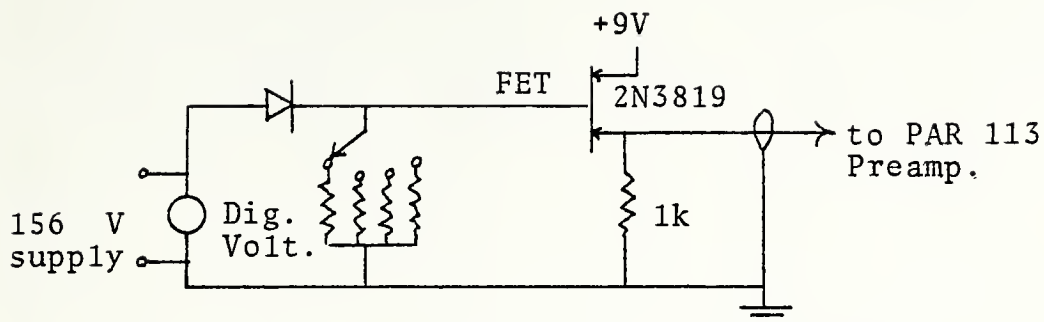 +9V
FET
2N3819
to PAR 113
Preamp.
Dig.
Volt.
1k
156 V
supply